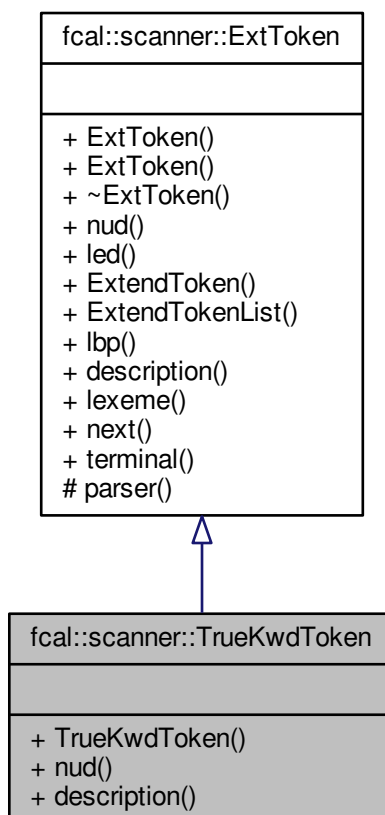 fcal::scanner::ExtToken
+ ExtToken()
+ ExtToken()
+ ~ExtToken()
+ nud()
+ led()
+ ExtendToken()
+ ExtendTokenList()
+ lbp()
+ description()
+ lexeme()
+ next()
+ terminal()
# parser()
fcal::scanner::TrueKwdToken
+ TrueKwdToken()
+ nud()
+ description()